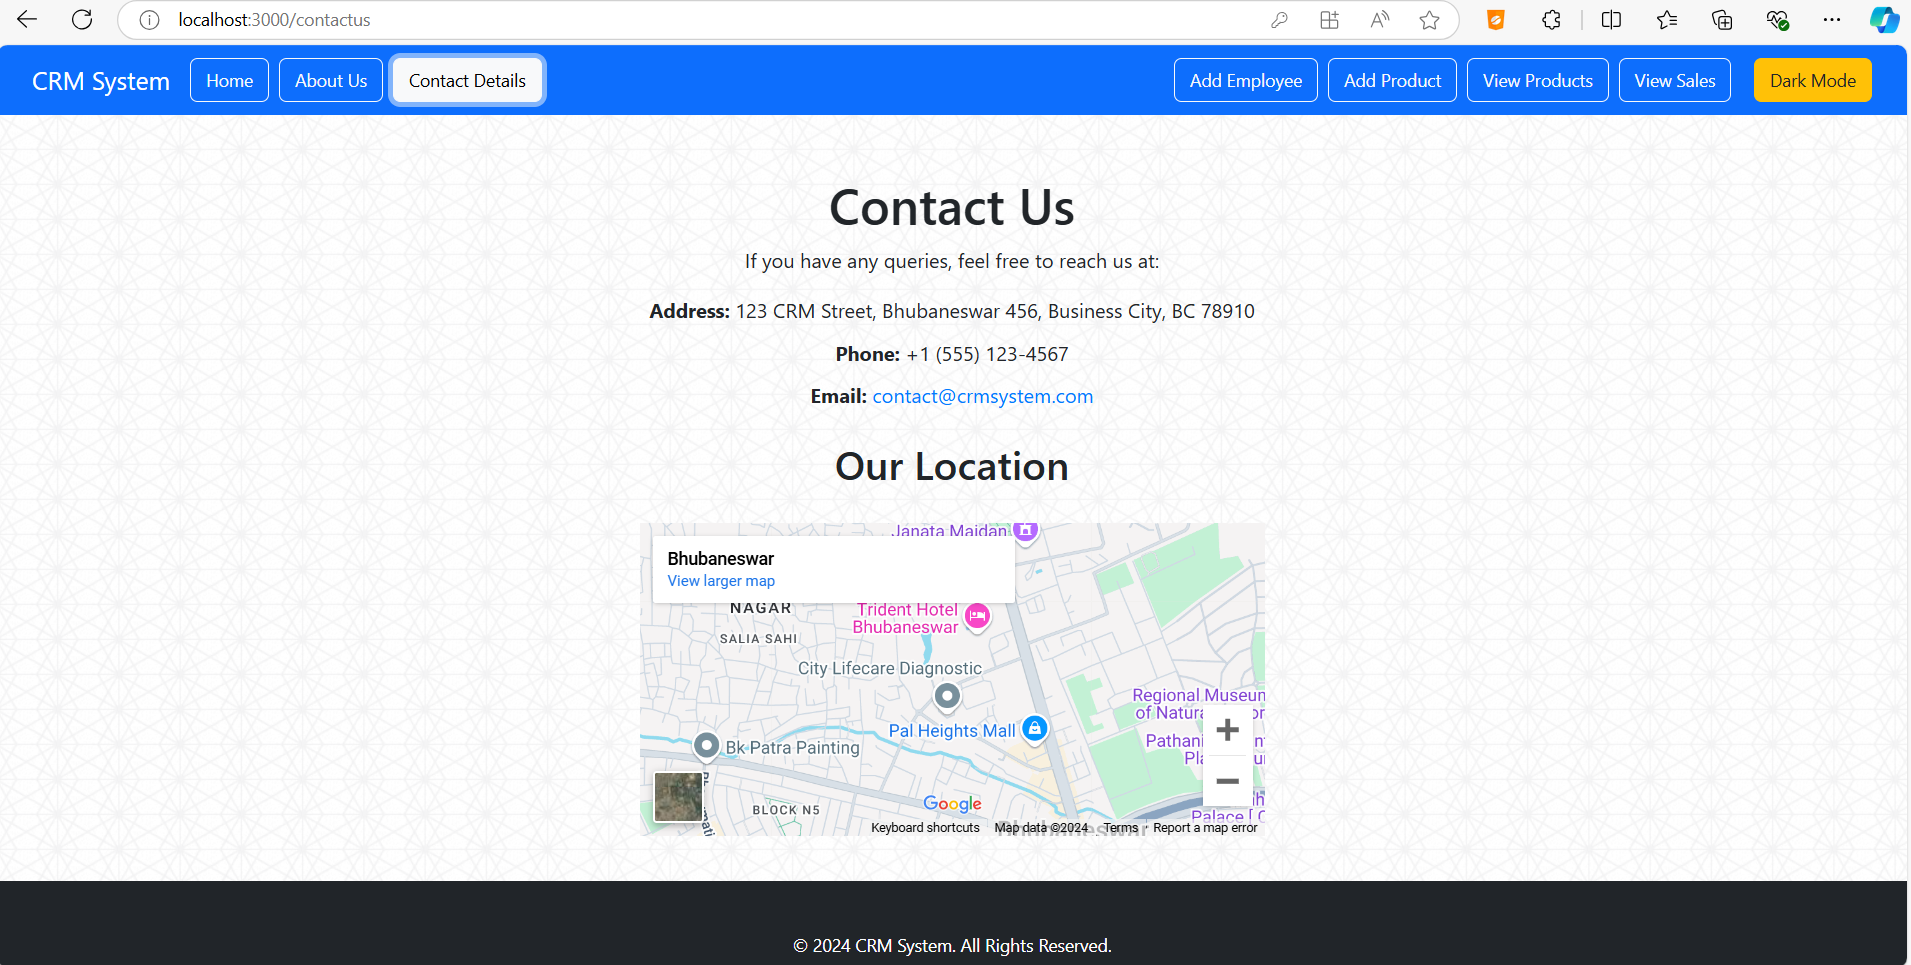 localhost:3000/contactus
CRM System Home About Us Contact Details Add Employee Add Product View Products View Sales Dark Mode
Contact Us
If you have any queries, feel free to reach us at:
Address: 123 CRM Street, Bhubaneswar 456, Business City, BC 78910
Phone: +1 (555) 123-4567
Email: contact@crmsystem.com
Our Location
Janata Maidan
Bhubaneswar
View larger map
NAGAR
Trident Hotel
Bhubaneswar
SALIA SAHI
City Lifecare Diagnostic
Regional Museum
of Natura
Pal Heights Mall
Pathani
Bk Patra Painting
BLOCK N5
Google
Palace
Bhubaneswar
Keyboard shortcuts Map data ©2024 Terms Report a map error
© 2024 CRM System. All Rights Reserved.